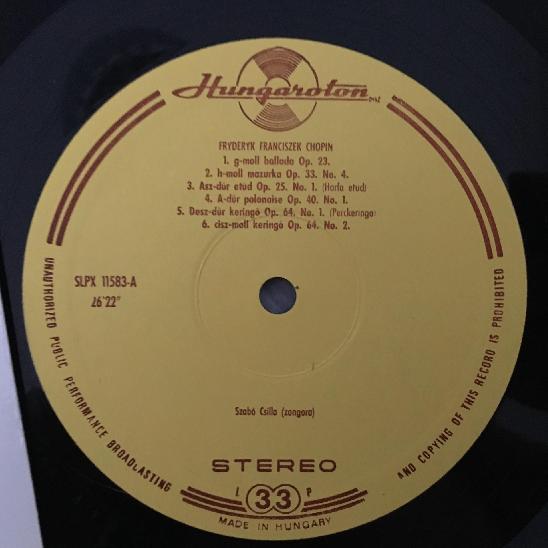 Hungaroton
FRYDERYK FRANCISZEK CHOPIN
1. g-moll ballada Op. 23.
2. h-moll mazurka Op. 33. No. 4.
3. Asz-dúr etud Op. 25. No. 1. (Harfa etud)
4. A-dúr polonaise Op. 40. No. 1.
5. Desz-dúr keringő Op. 64. No. 1. (Perckeringő)
6. cisz-moll keringő Op. 64. No. 2.
SLPX 11583-A
26'22"
Szabó Csilla (zongora)
STEREO
L 33 P
MADE IN HUNGARY
UNAUTHORIZED PUBLIC PERFORMANCE BROADCASTING
AND COPYING OF THIS RECORD IS PROHIBITED